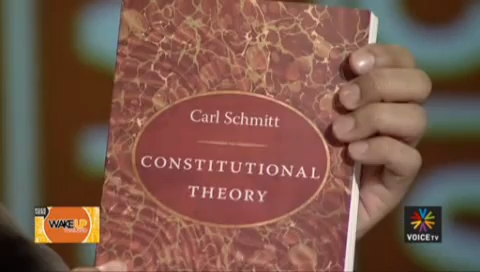 Carl Schmitt
CONSTITUTIONAL
THEORY
WAKE UP
VOICE TV